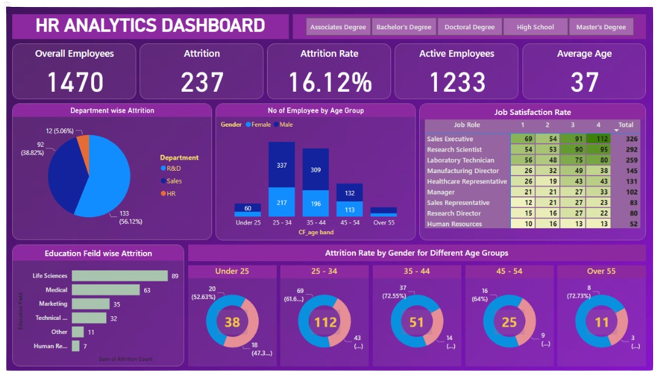 HR ANALYTICS DASHBOARD
Associates Degree Bachelor's Degree Doctoral Degree High School Master's Degree
Overall Employees Attrition Attrition Rate Active Employees Average Age
1470 237 16.12% 1233 37
Department wise Attrition
12 (5.06%)
92
(38.82%)
133
(56.12%)
Department
R&D
Sales
HR
No of Employee by Age Group
Gender Female Male
60 337 309 132
217 196 113
Under 25 25 - 34 35 - 44 45 - 54 Over 55
CF_age band
Job Satisfaction Rate
Job Role 1 2 3 4 Total
Sales Executive 69 54 91 112 326
Research Scientist 54 53 90 95 292
Laboratory Technician 56 48 75 80 259
Manufacturing Director 26 32 49 38 145
Healthcare Representative 26 19 43 43 131
Manager 21 21 27 33 102
Sales Representative 12 21 27 23 83
Research Director 15 16 27 22 80
Human Resources 10 16 13 13 52
Education Feild wise Attrition
Education Field
Life Sciences 89
Medical 63
Marketing 35
Technical ... 32
Other 11
Human Re... 7
Sum of Attrition Count
Attrition Rate by Gender for Different Age Groups
Under 25 25 - 34 35 - 44 45 - 54 Over 55
20
(52.63%)
38
18
(47.3...)
69
(61.6...)
112
43
(...)
37
(72.55%)
51
14
(...)
16
(64%)
25
9
(...)
8
(72.73%)
11
3
(...)